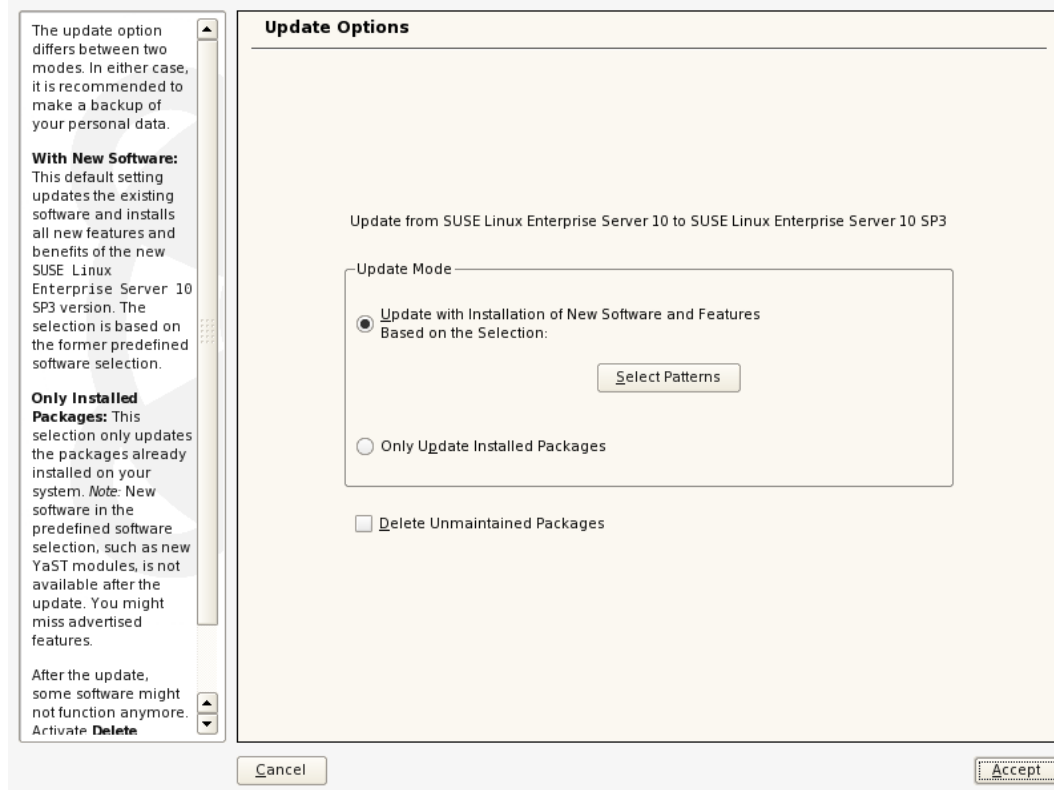 The update option
differs between two
modes. In either case,
it is recommended to
make a backup of
your personal data.
With New Software:
This default setting
updates the existing
software and installs
all new features and
benefits of the new
SUSE Linux
Enterprise Server 10
SP3 version. The
selection is based on
the former predefined
software selection.
Only Installed
Packages: This
selection only updates
the packages already
installed on your
system. Note: New
software in the
predefined software
selection, such as new
YaST modules, is not
available after the
update. You might
miss advertised
features.
After the update,
some software might
not function anymore.
Activate Delete
Update Options
Update from SUSE Linux Enterprise Server 10 to SUSE Linux Enterprise Server 10 SP3
Update Mode
Update with Installation of New Software and Features
Based on the Selection:
Select Patterns
Only Update Installed Packages
Delete Unmaintained Packages
Cancel
Accept